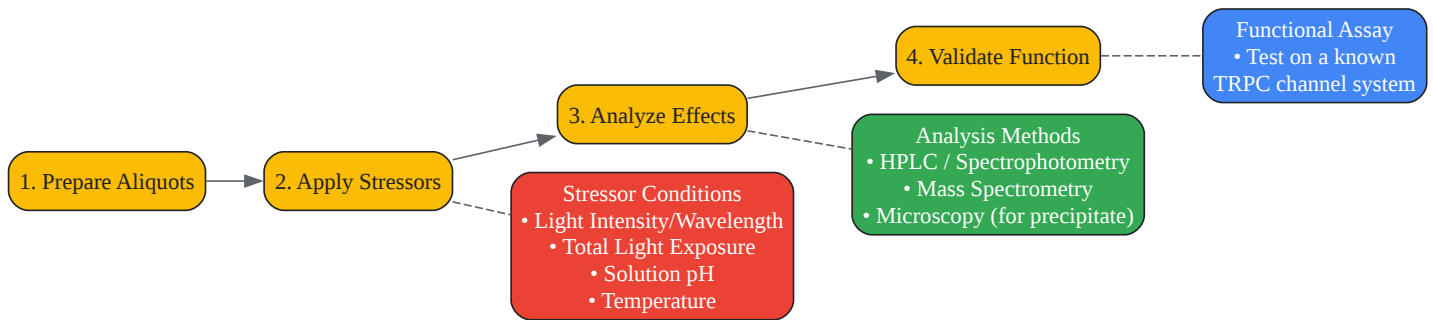 1. Prepare Aliquots
2. Apply Stressors
Stressor Conditions
• Light Intensity/Wavelength
• Total Light Exposure
• Solution pH
• Temperature
3. Analyze Effects
Analysis Methods
• HPLC / Spectrophotometry
• Mass Spectrometry
• Microscopy (for precipitate)
4. Validate Function
Functional Assay
• Test on a known
TRPC channel system